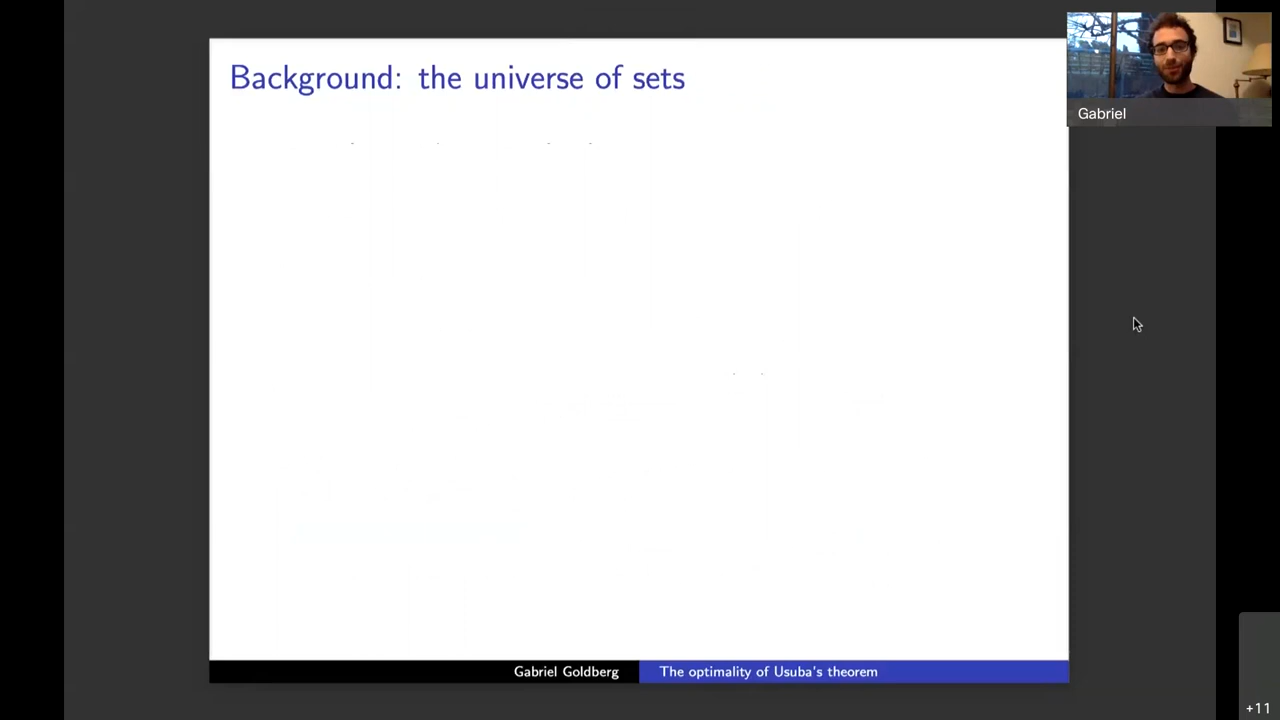 Background: the universe of sets
Gabriel
Gabriel Goldberg
The optimality of Usuba's theorem
+11